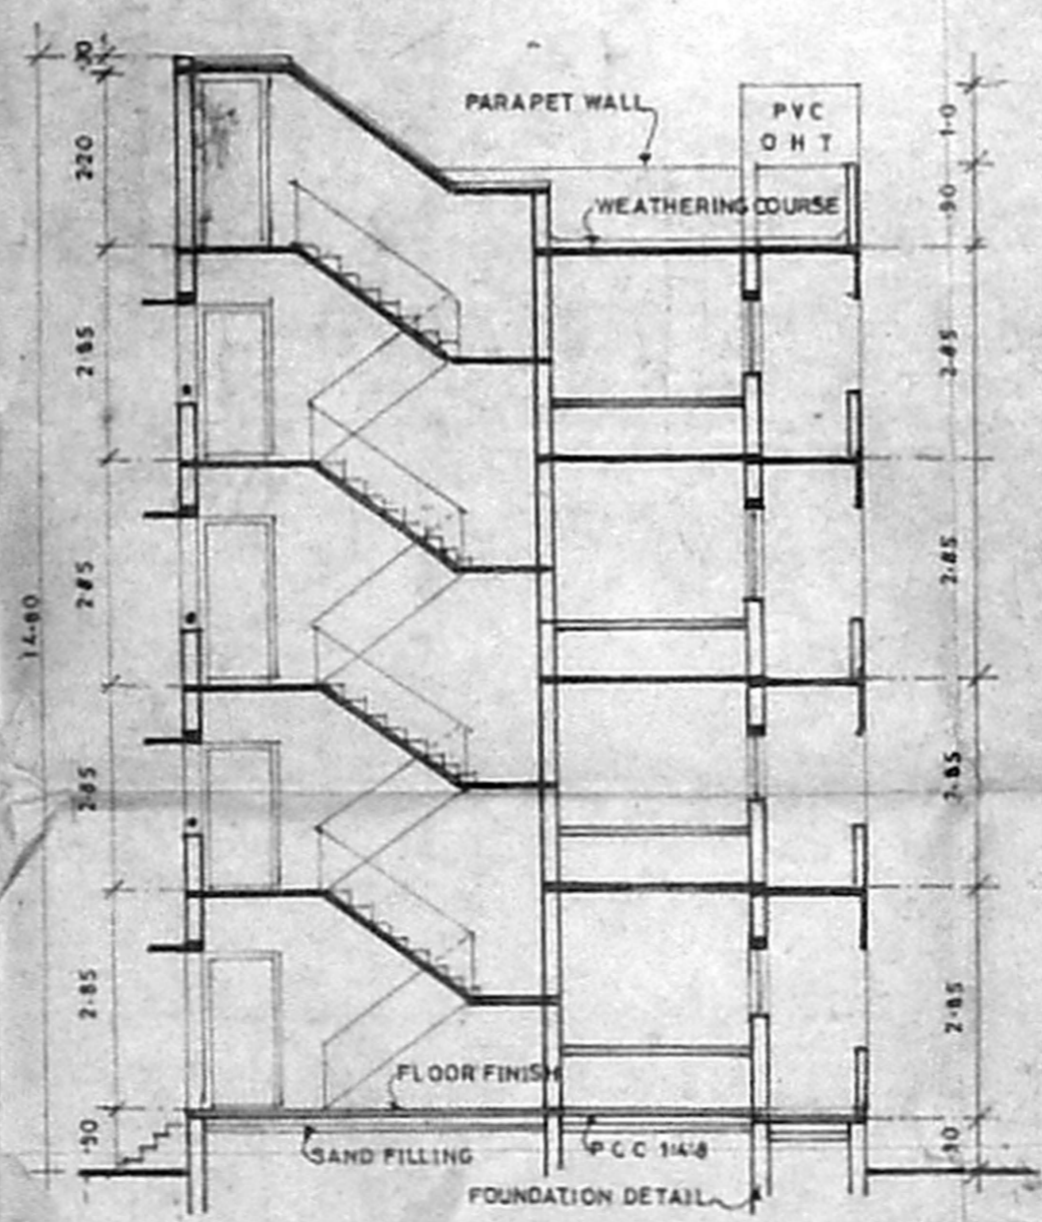 ·30
PARAPET WALL
PVC
O H T
1·0
2·20
WEATHERING COURSE
·90
2·85
2·85
2·85
2·85
14·80
2·85
2·85
2·85
2·85
FLOOR FINISH
·90
SAND FILLING
P C C 1:4:8
·90
FOUNDATION DETAIL